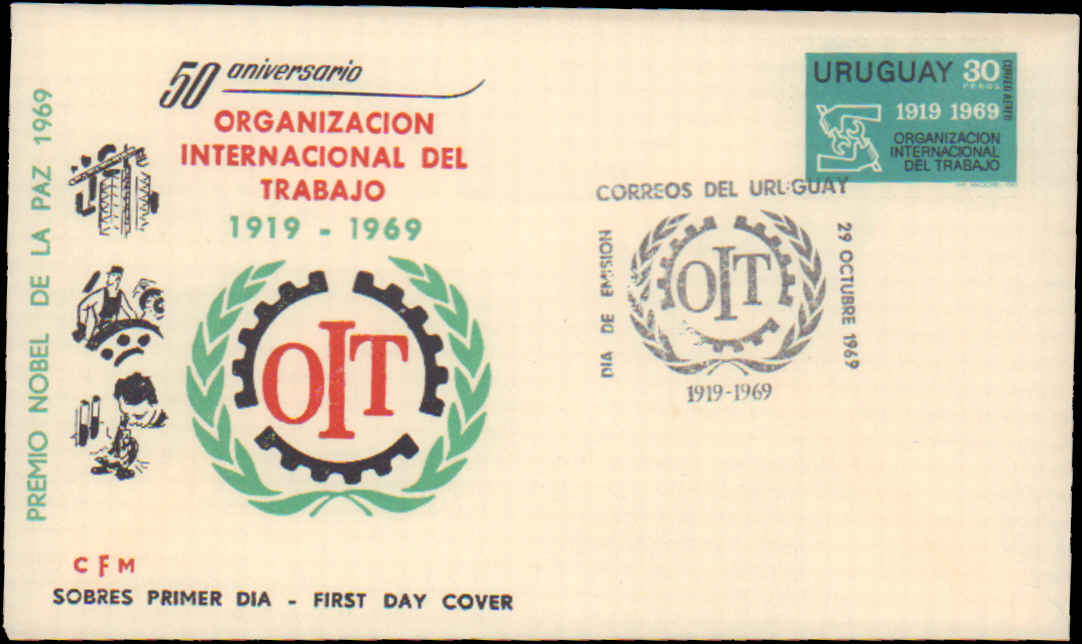 PREMIO NOBEL DE LA PAZ 1969
50 aniversario
ORGANIZACION
INTERNACIONAL DEL
TRABAJO
1919 - 1969
OIT
CFM
SOBRES PRIMER DIA - FIRST DAY COVER
URUGUAY 30
PESOS
CORREO AEREO
1919 1969
ORGANIZACION
INTERNACIONAL
DEL TRABAJO
CORREOS DEL URUGUAY
DIA DE EMISION
OIT
29 OCTUBRE 1969
1919-1969